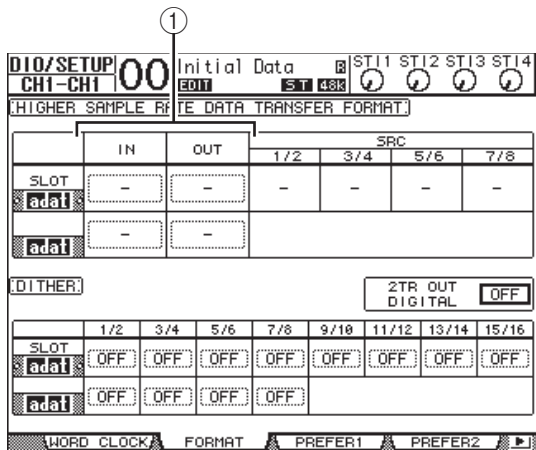 1
DIO/SETUP 00 Initial Data R ST1 ST2 ST3 ST4
CH1-CH1 EDIT ST 48K
HIGHER SAMPLE RATE DATA TRANSFER FORMAT
IN OUT SRC
1/2 3/4 5/6 7/8
SLOT
adat - - - - - -
adat - -
DITHER 2TR OUT DIGITAL OFF
1/2 3/4 5/6 7/8 9/10 11/12 13/14 15/16
SLOT
adat OFF OFF OFF OFF OFF OFF OFF OFF
adat OFF OFF OFF OFF
WORD CLOCK FORMAT PREFER1 PREFER2